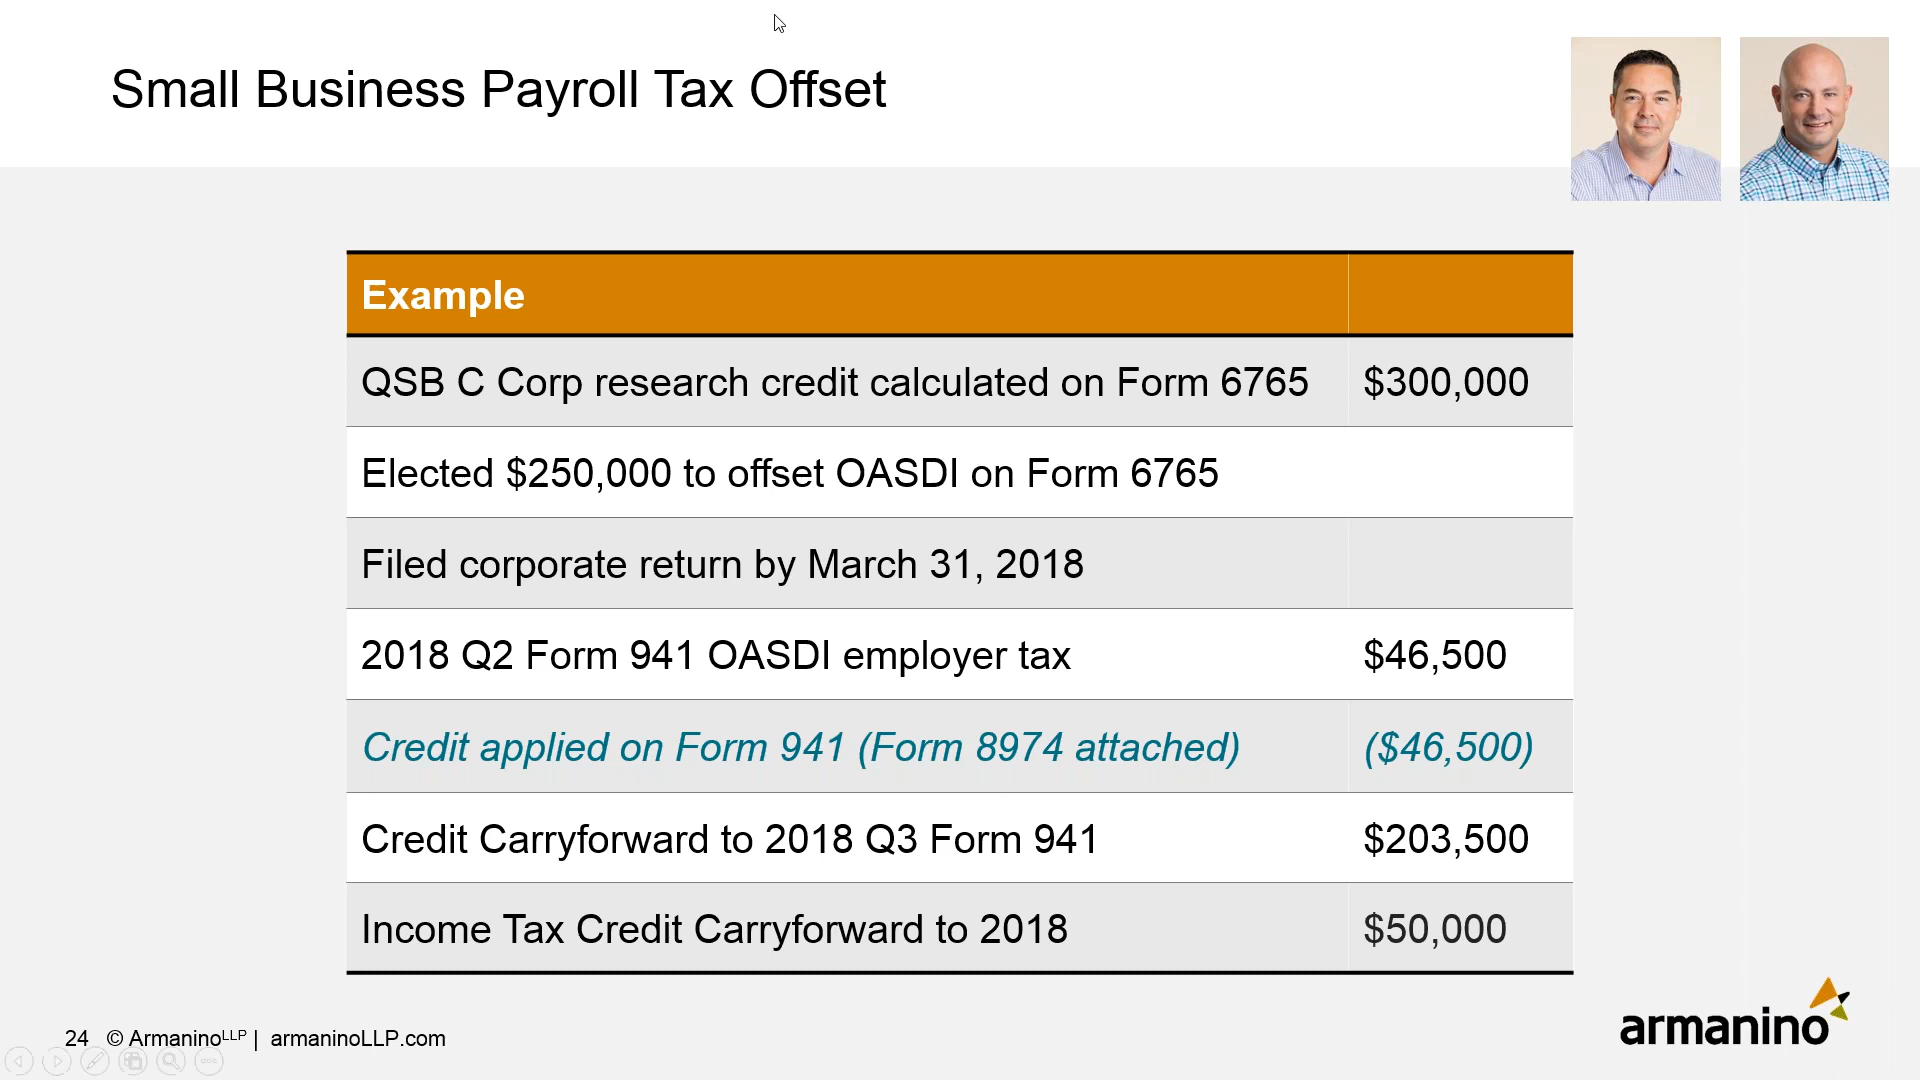 Small Business Payroll Tax Offset
Example
QSB C Corp research credit calculated on Form 6765 $300,000
Elected $250,000 to offset OASDI on Form 6765
Filed corporate return by March 31, 2018
2018 Q2 Form 941 OASDI employer tax $46,500
Credit applied on Form 941 (Form 8974 attached) ($46,500)
Credit Carryforward to 2018 Q3 Form 941 $203,500
Income Tax Credit Carryforward to 2018 $50,000
24 © ArmaninoLLP | armaninoLLP.com
armanino